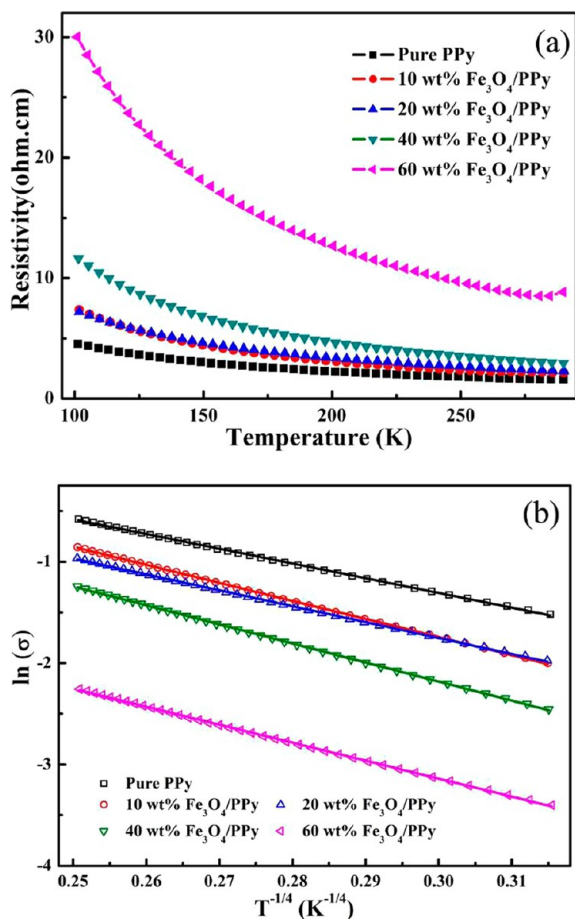 (a)
Pure PPy
10 wt% Fe₃O₄/PPy
20 wt% Fe₃O₄/PPy
40 wt% Fe₃O₄/PPy
60 wt% Fe₃O₄/PPy
Resistivity(ohm.cm)
30
20
10
0
100 150 200 250
Temperature (K)
(b)
ln (σ)
-1
-2
-3
-4
Pure PPy
10 wt% Fe₃O₄/PPy 20 wt% Fe₃O₄/PPy
40 wt% Fe₃O₄/PPy 60 wt% Fe₃O₄/PPy
0.25 0.26 0.27 0.28 0.29 0.30 0.31
T⁻¹/⁴ (K⁻¹/⁴)